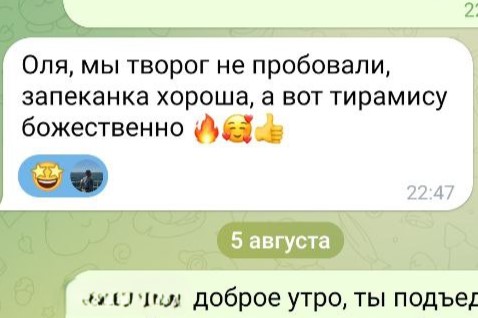 22
Оля, мы творог не пробовали,
запеканка хороша, а вот тирамису
божественно 🔥🥰👍
22:47
5 августа
доброе утро, ты подъед